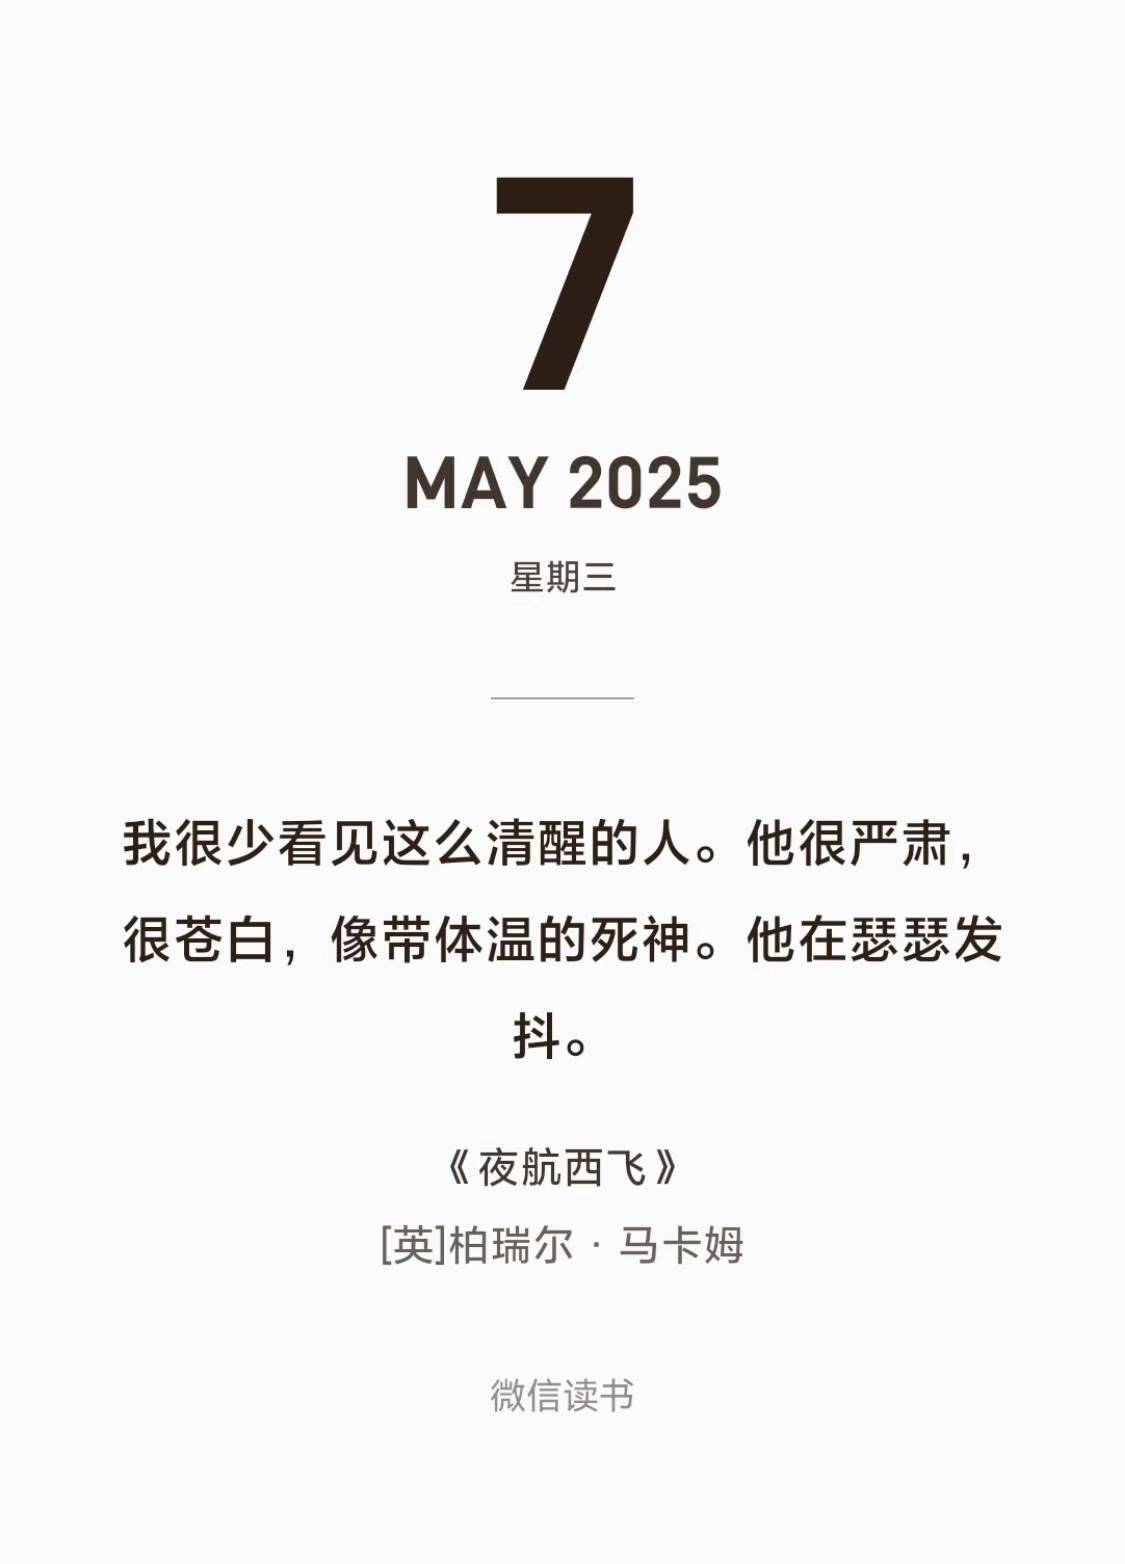 7
MAY 2025
星期三
我很少看见这么清醒的人。他很严肃，
很苍白，像带体温的死神。他在瑟瑟发
抖。
《夜航西飞》
[英]柏瑞尔·马卡姆
微信读书